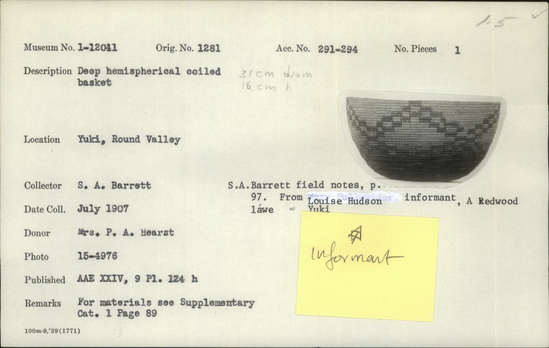 1.5
Museum No. 1-12041 Orig. No. 1281 Acc. No. 291-294 No. Pieces 1
Description Deep hemispherical coiled basket
31 cm diam
16 cm h
Location Yuki, Round Valley
Collector S. A. Barrett
S.A.Barrett field notes, p.
97. From Louise Hudson informant, A Redwood
láwe = Yuki
Date Coll. July 1907
Donor Mrs. P. A. Hearst
Photo 15-4976
Published AAE XXIV, 9 Pl. 124 h
Remarks For materials see Supplementary
Cat. 1 Page 89
100m-9,'39(1771)
informant